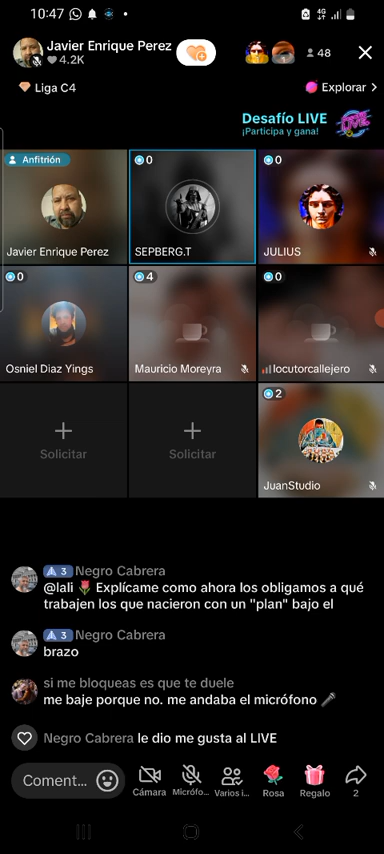 10:47
4G
Javier Enrique Perez
4.2K
48
Liga C4
Explorar
Desafío LIVE
¡Participa y gana!
LIVE
Anfitrión
0
0
Javier Enrique Perez
SEPBERG.T
JULIUS
0
4
0
Osniel Diaz Yings
Mauricio Moreyra
locutorcallejero
2
Solicitar
Solicitar
JuanStudio
3 Negro Cabrera
@lali 🌷 Explícame como ahora los obligamos a qué
trabajen los que nacieron con un "plan" bajo el
3 Negro Cabrera
brazo
si me bloqueas es que te duele
me baje porque no. me andaba el micrófono 🎤
Negro Cabrera le dio me gusta al LIVE
Coment...
Cámara
Micrófo...
Varios i...
Rosa
Regalo
2